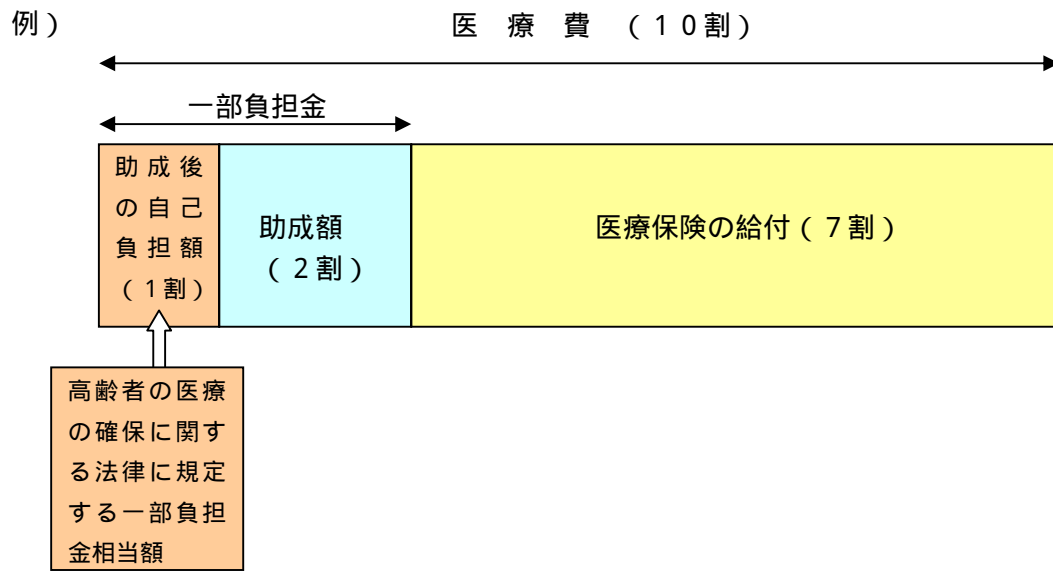 例）
医 療 費 （１０割）
一部負担金
助成後
の自己
負担額
（１割）
助成額
（２割）
医療保険の給付（７割）
高齢者の医療
の確保に関す
る法律に規定
する一部負担
金相当額